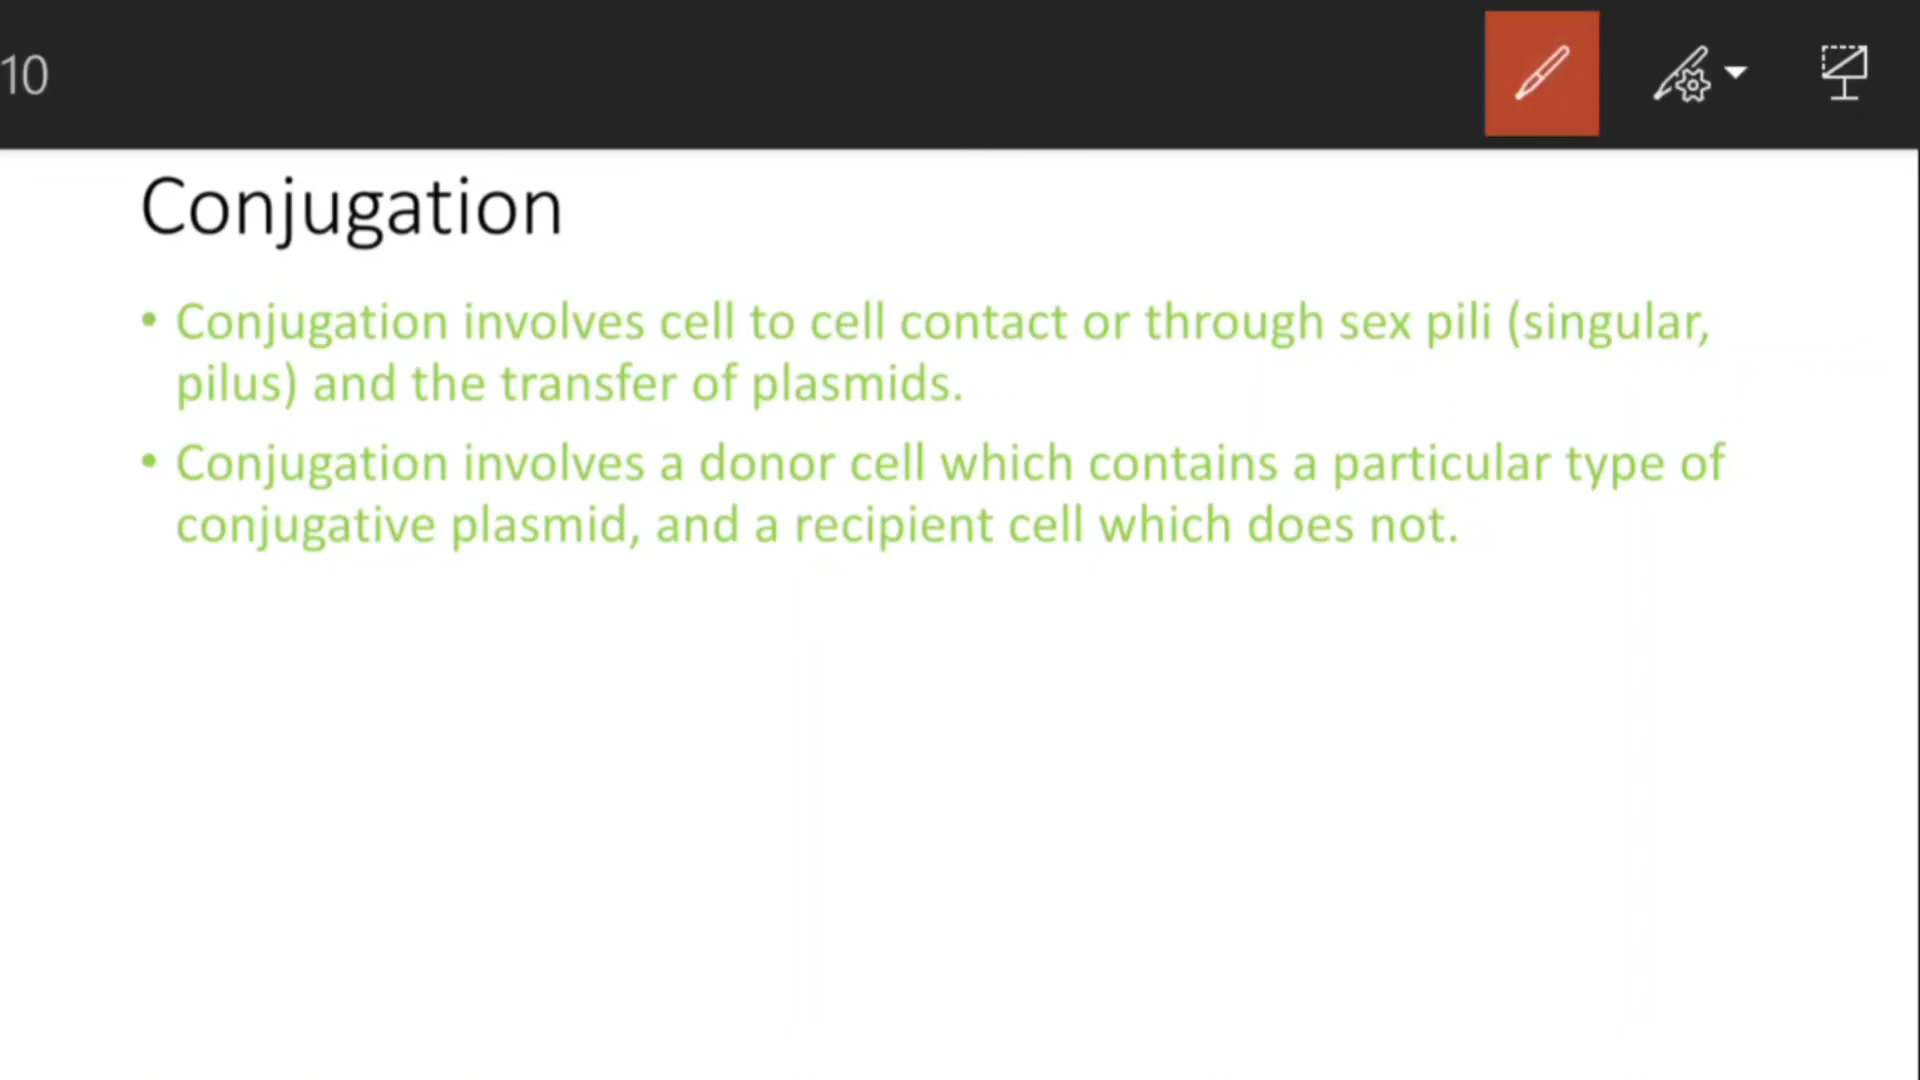 10
Conjugation
• Conjugation involves cell to cell contact or through sex pili (singular,
pilus) and the transfer of plasmids.
• Conjugation involves a donor cell which contains a particular type of
conjugative plasmid, and a recipient cell which does not.